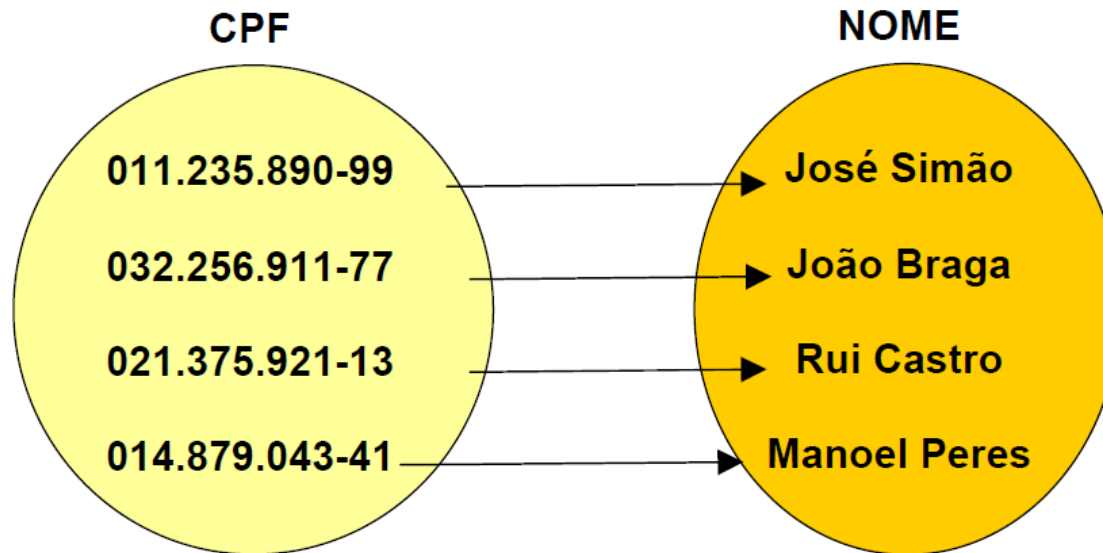 CPF NOME
011.235.890-99 José Simão
032.256.911-77 João Braga
021.375.921-13 Rui Castro
014.879.043-41 Manoel Peres